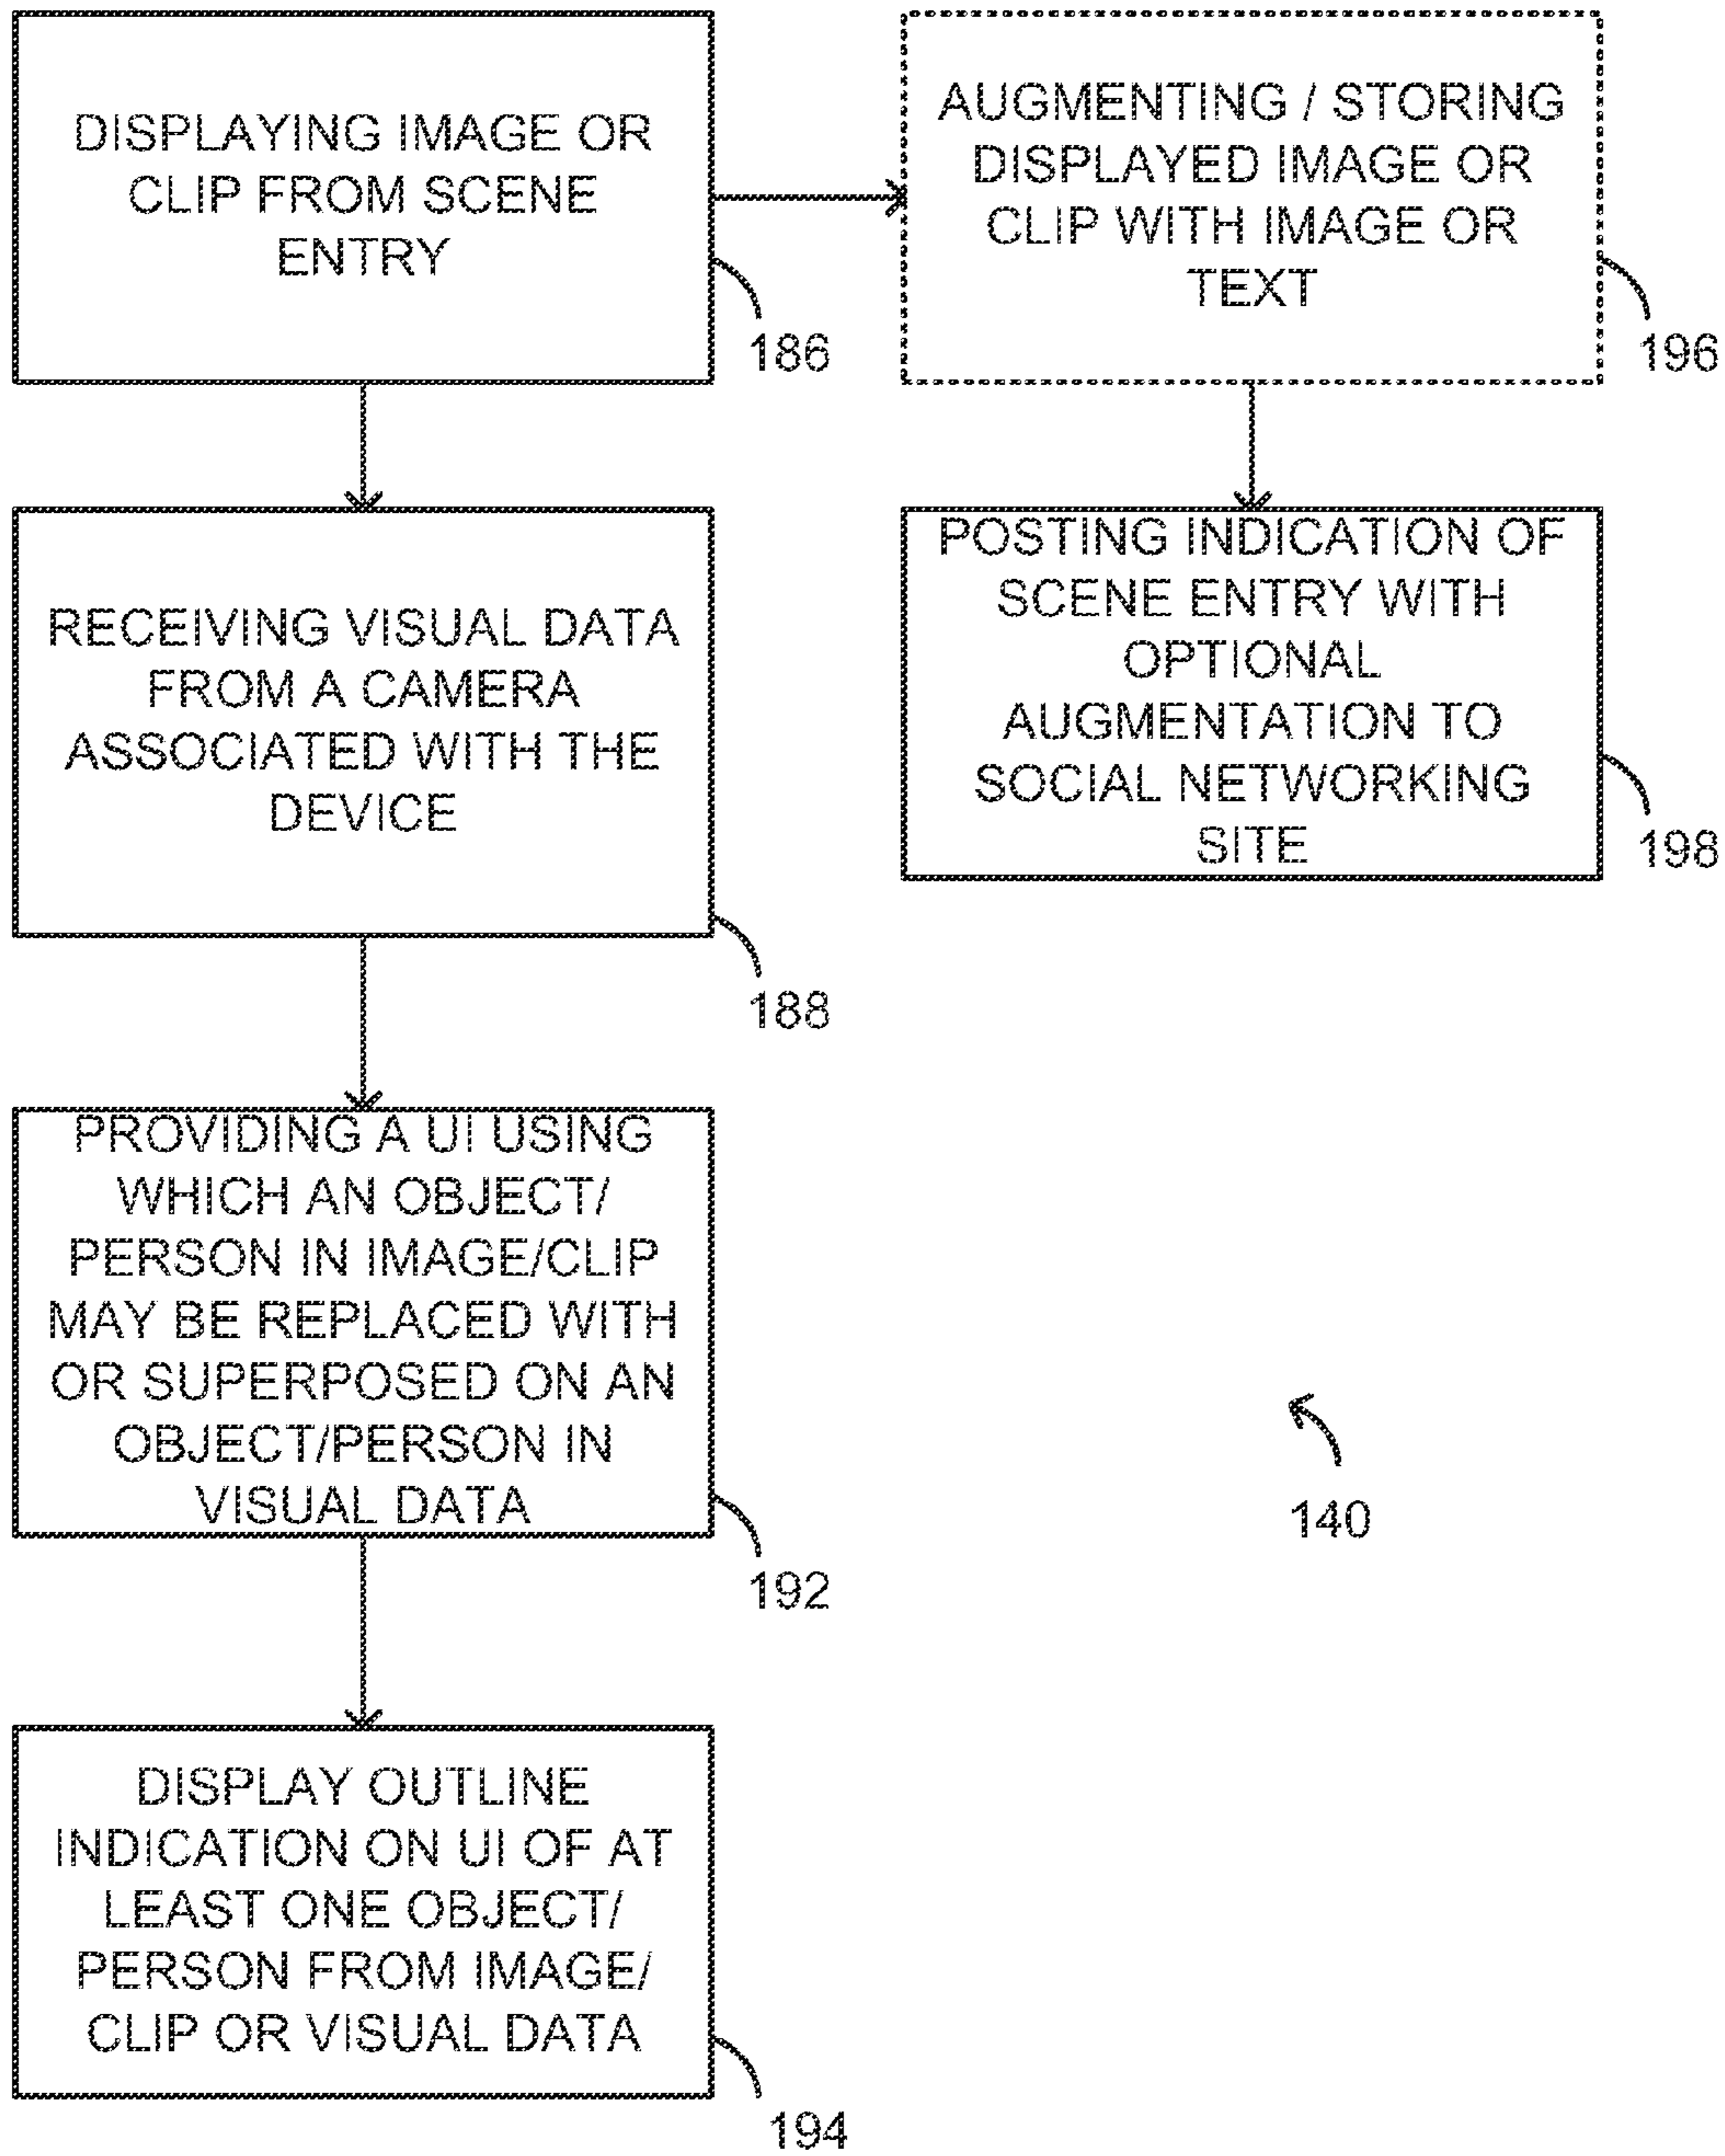 DISPLAYING IMAGE OR
CLIP FROM SCENE
ENTRY
186
AUGMENTING / STORING
DISPLAYED IMAGE OR
CLIP WITH IMAGE OR
TEXT
196
RECEIVING VISUAL DATA
FROM A CAMERA
ASSOCIATED WITH THE
DEVICE
188
POSTING INDICATION OF
SCENE ENTRY WITH
OPTIONAL
AUGMENTATION TO
SOCIAL NETWORKING
SITE
198
PROVIDING A UI USING
WHICH AN OBJECT/
PERSON IN IMAGE/CLIP
MAY BE REPLACED WITH
OR SUPERPOSED ON AN
OBJECT/PERSON IN
VISUAL DATA
192
140
DISPLAY OUTLINE
INDICATION ON UI OF AT
LEAST ONE OBJECT/
PERSON FROM IMAGE/
CLIP OR VISUAL DATA
194